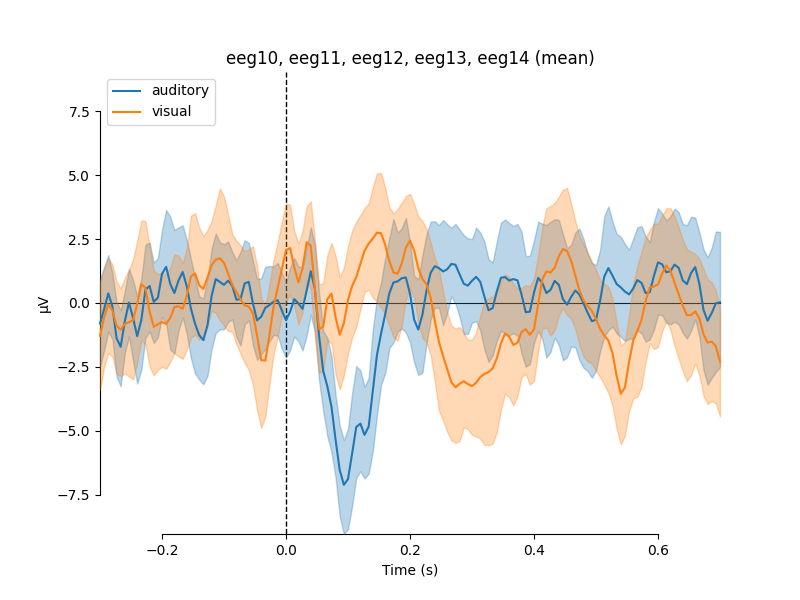 eeg10, eeg11, eeg12, eeg13, eeg14 (mean)
auditory
visual
7.5
5.0
2.5
0.0
−2.5
−5.0
−7.5
µV
−0.2 0.0 0.2 0.4 0.6
Time (s)